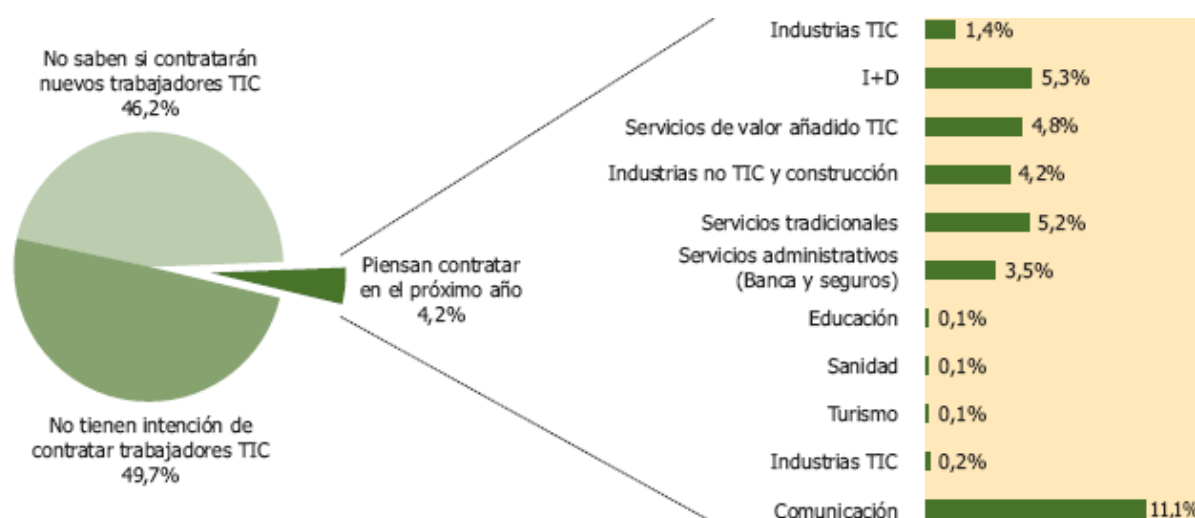 No saben si contratarán
nuevos trabajadores TIC
46,2%
Piensan contratar
en el próximo año
4,2%
No tienen intención de
contratar trabajadores TIC
49,7%
Industrias TIC 1,4%
I+D 5,3%
Servicios de valor añadido TIC 4,8%
Industrias no TIC y construcción 4,2%
Servicios tradicionales 5,2%
Servicios administrativos
(Banca y seguros) 3,5%
Educación 0,1%
Sanidad 0,1%
Turismo 0,1%
Industrias TIC 0,2%
Comunicación 11,1%